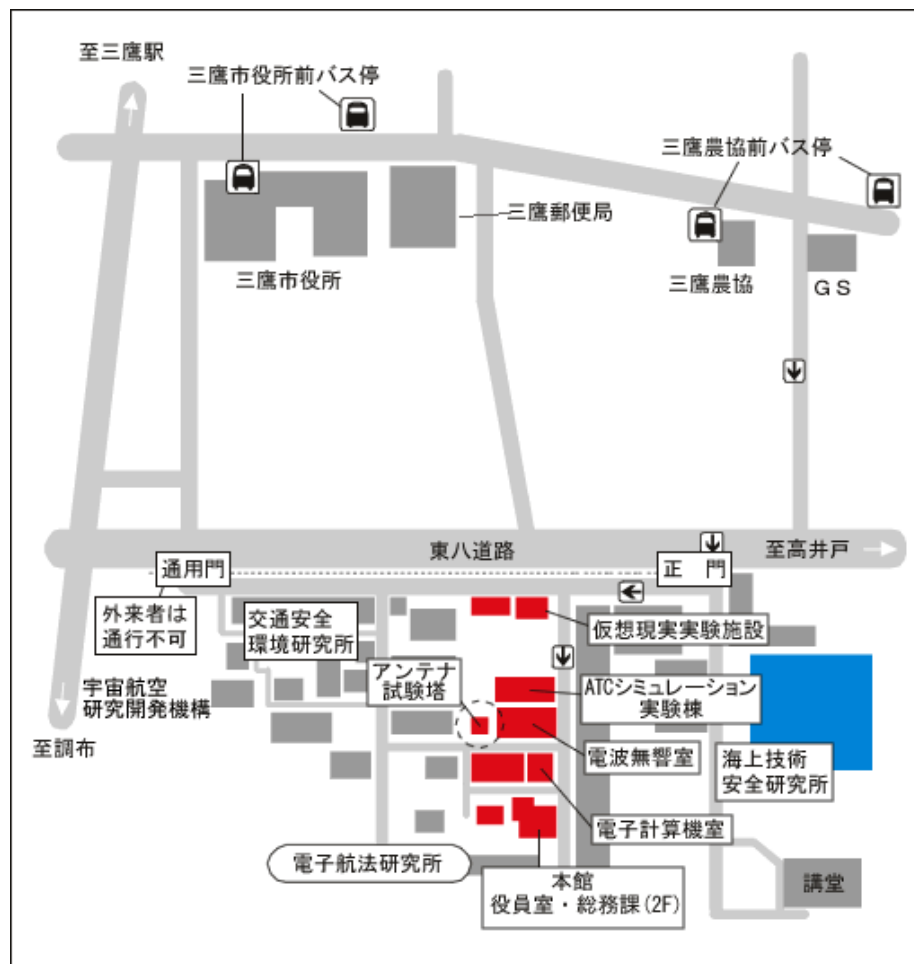 至三鷹駅
三鷹市役所前バス停
三鷹農協前バス停
三鷹郵便局
三鷹市役所
三鷹農協
ＧＳ
東八道路
至高井戸
通用門
正　門
外来者は
通行不可
交通安全
環境研究所
仮想現実実験施設
アンテナ
試験塔
ATCシミュレーション
実験棟
宇宙航空
研究開発機構
至調布
電波無響室
海上技術
安全研究所
電子計算機室
電子航法研究所
本館
役員室・総務課(2F)
講堂